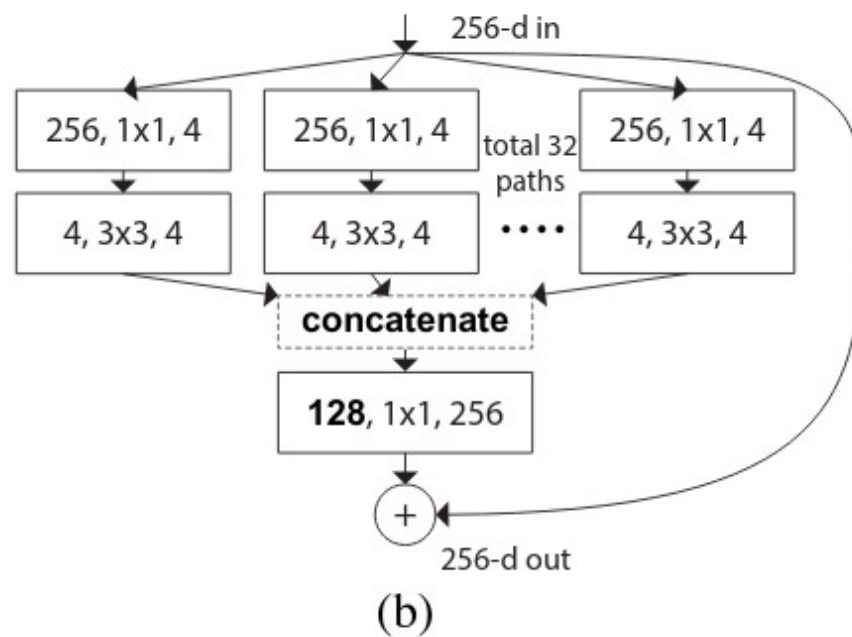 256-d in
256, 1x1, 4
256, 1x1, 4
total 32
paths
256, 1x1, 4
4, 3x3, 4
4, 3x3, 4
....
4, 3x3, 4
concatenate
128, 1x1, 256
+
256-d out
(b)